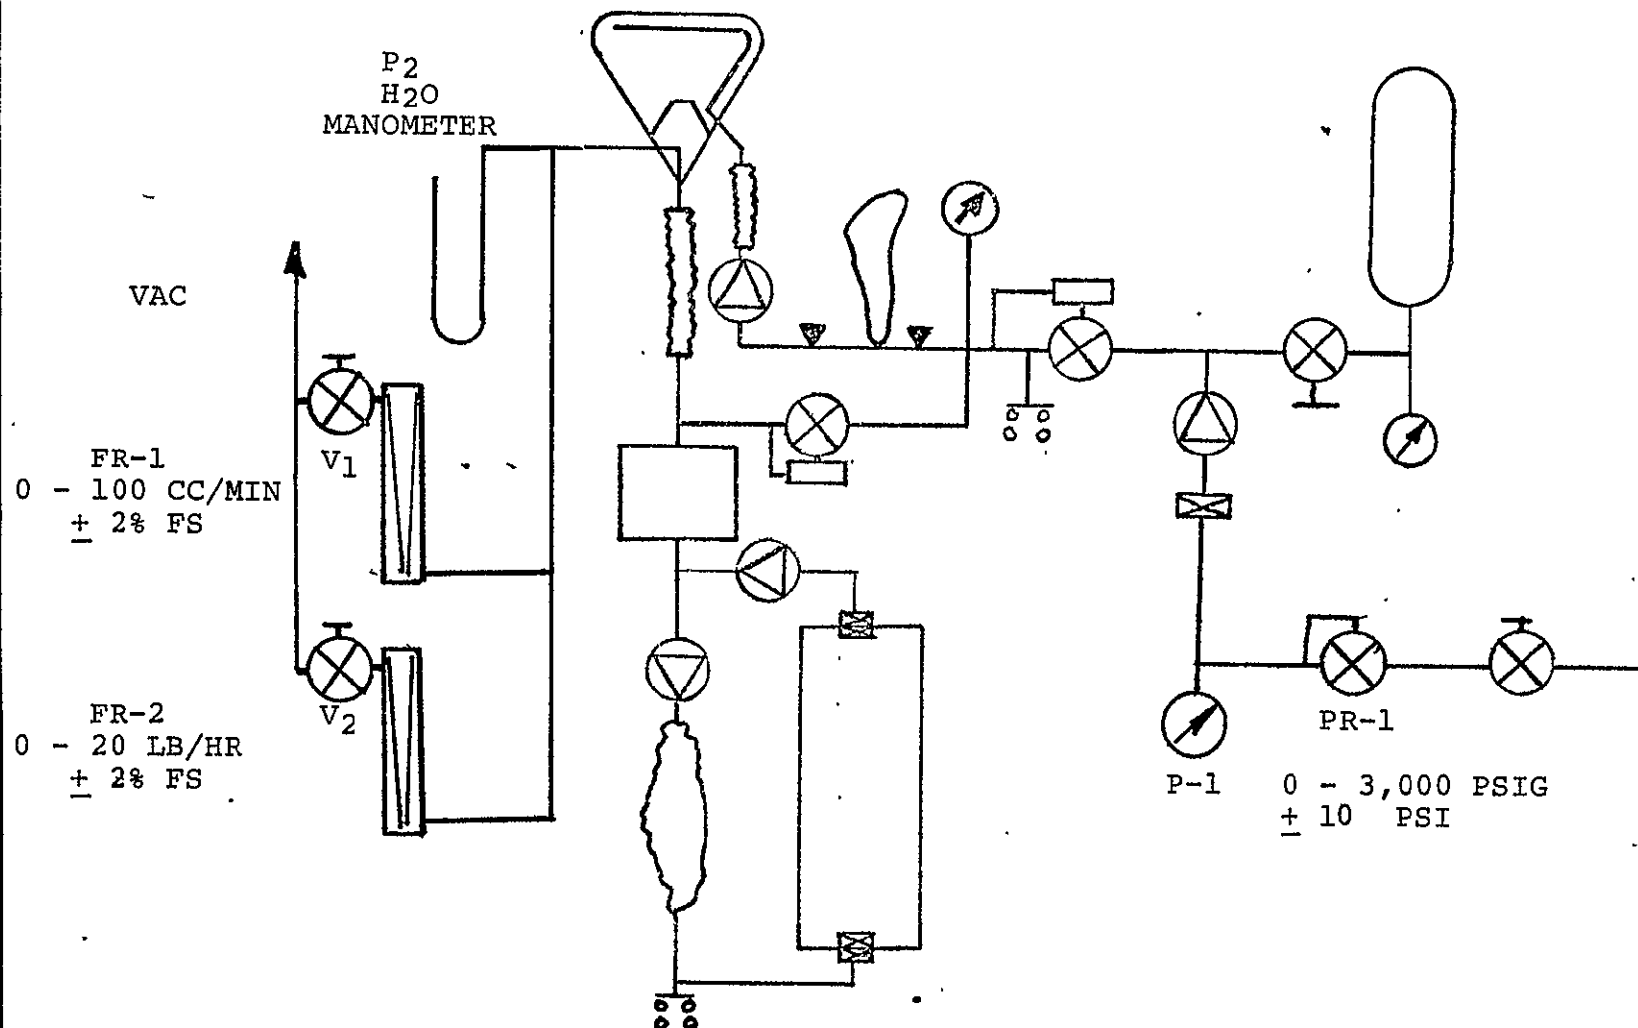 P2
H2O
MANOMETER
VAC
V1
FR-1
0 - 100 CC/MIN
± 2% FS
V2
FR-2
0 - 20 LB/HR
± 2% FS
PR-1
P-1
0 - 3,000 PSIG
± 10 PSI